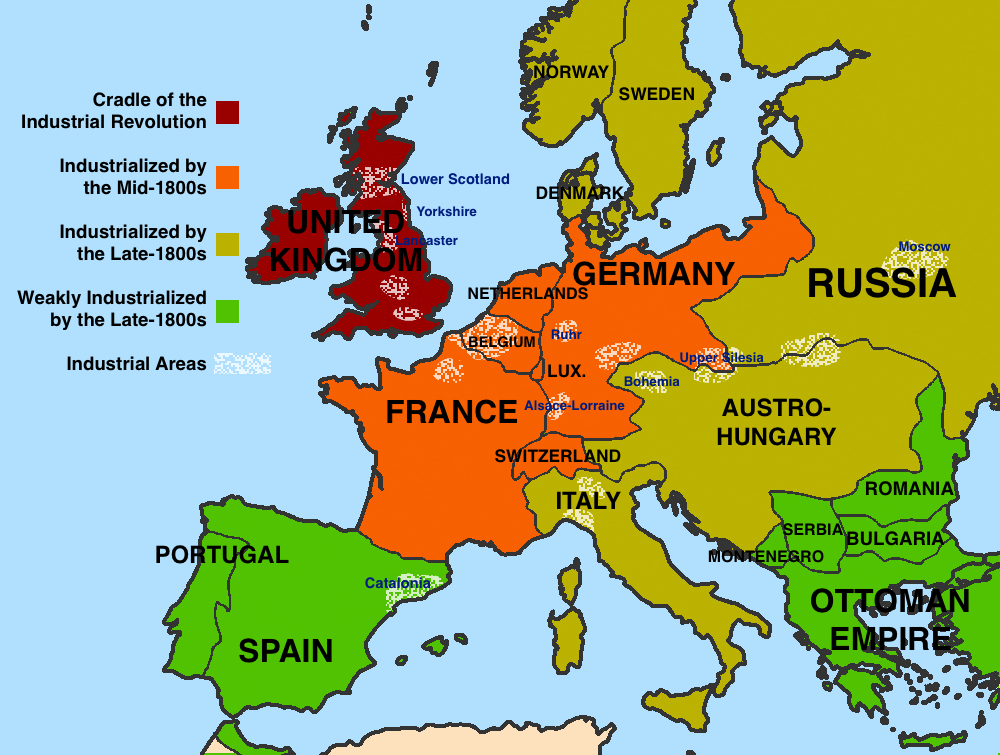 Cradle of the
Industrial Revolution
Industrialized by
the Mid-1800s
Industrialized by
the Late-1800s
Weakly Industrialized
by the Late-1800s
Industrial Areas
NORWAY
SWEDEN
DENMARK
Lower Scotland
Yorkshire
Lancaster
UNITED
KINGDOM
Moscow
RUSSIA
GERMANY
NETHERLANDS
BELGIUM
Ruhr
LUX.
Upper Silesia
Bohemia
FRANCE
Alsace-Lorraine
AUSTRO-
HUNGARY
SWITZERLAND
ITALY
ROMANIA
SERBIA
BULGARIA
MONTENEGRO
PORTUGAL
Catalonia
SPAIN
OTTOMAN
EMPIRE